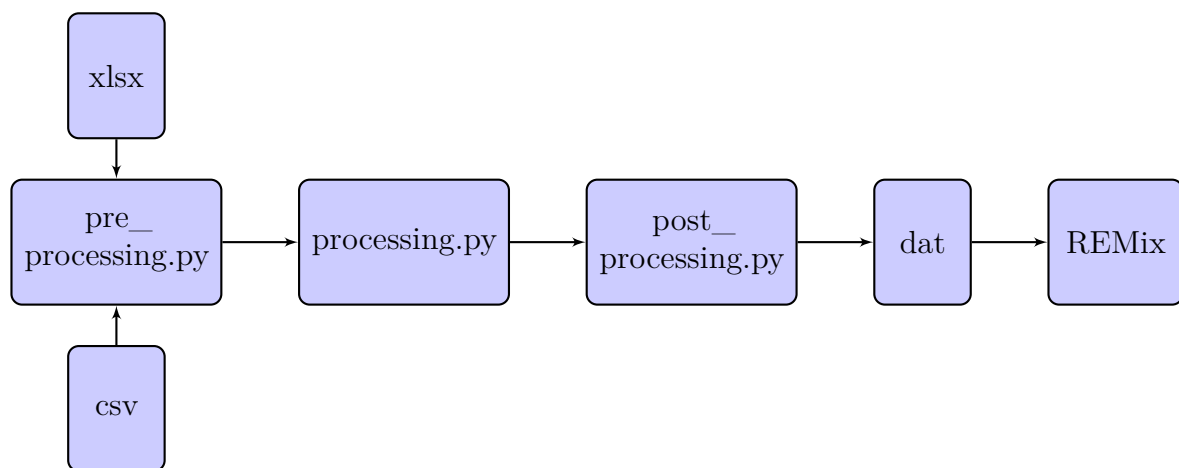 xlsx
pre_
processing.py
processing.py
post_
processing.py
dat
REMix
csv